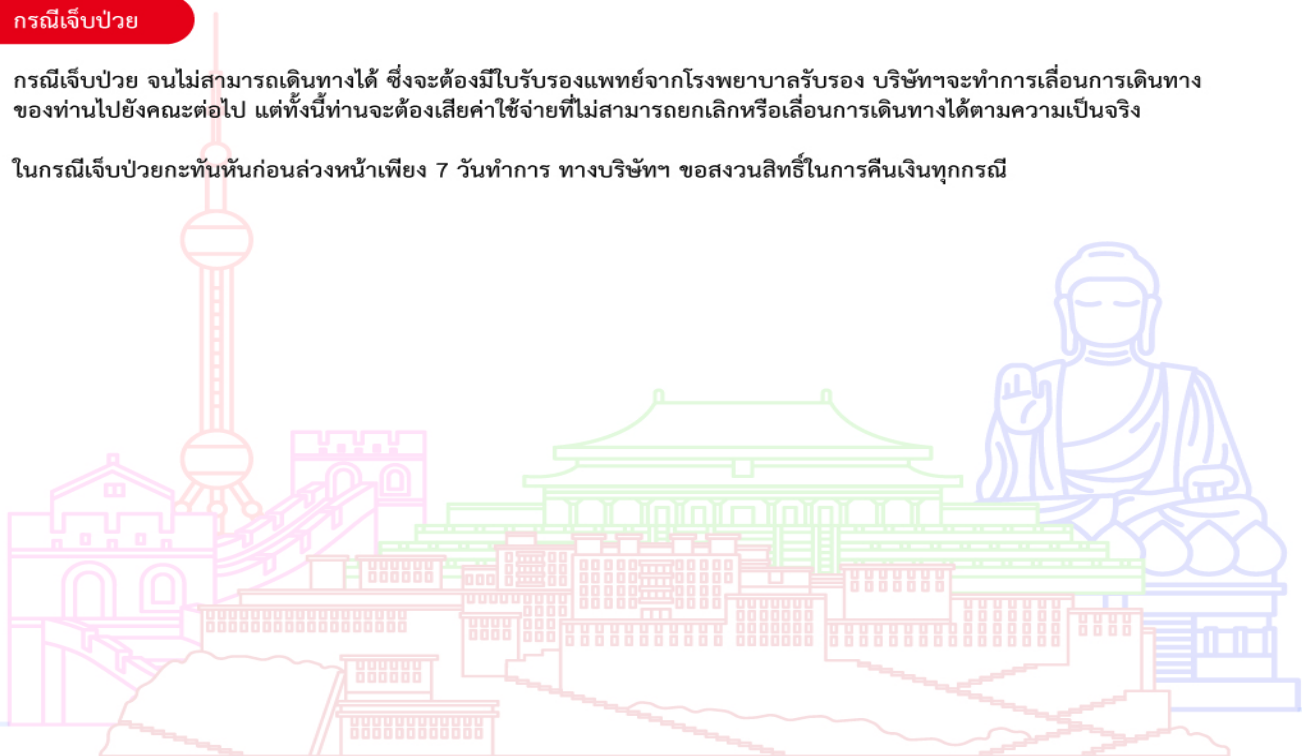 กรณีเจ็บป่วย
กรณีเจ็บป่วย จนไม่สามารถเดินทางได้ ซึ่งจะต้องมีใบรับรองแพทย์จากโรงพยาบาลรับรอง บริษัทฯจะทำการเลื่อนการเดินทาง
ของท่านไปยังคณะต่อไป แต่ทั้งนี้ท่านจะต้องเสียค่าใช้จ่ายที่ไม่สามารถยกเลิกหรือเลื่อนการเดินทางได้ตามความเป็นจริง
ในกรณีเจ็บป่วยกะทันหันก่อนล่วงหน้าเพียง 7 วันทำการ ทางบริษัทฯ ขอสงวนสิทธิ์ในการคืนเงินทุกกรณี